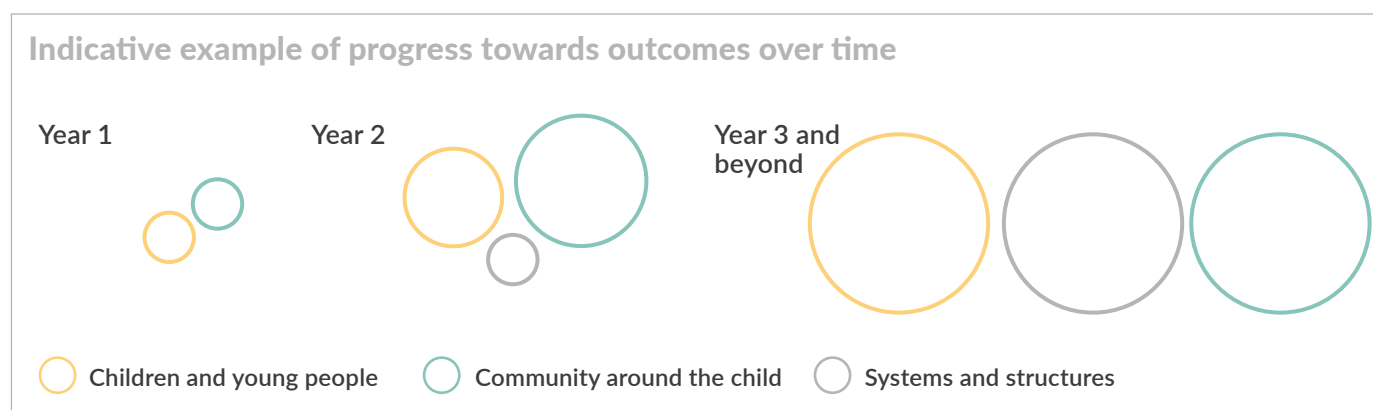 Indicative example of progress towards outcomes over time
Year 1
Year 2
Year 3 and
beyond
Children and young people
Community around the child
Systems and structures